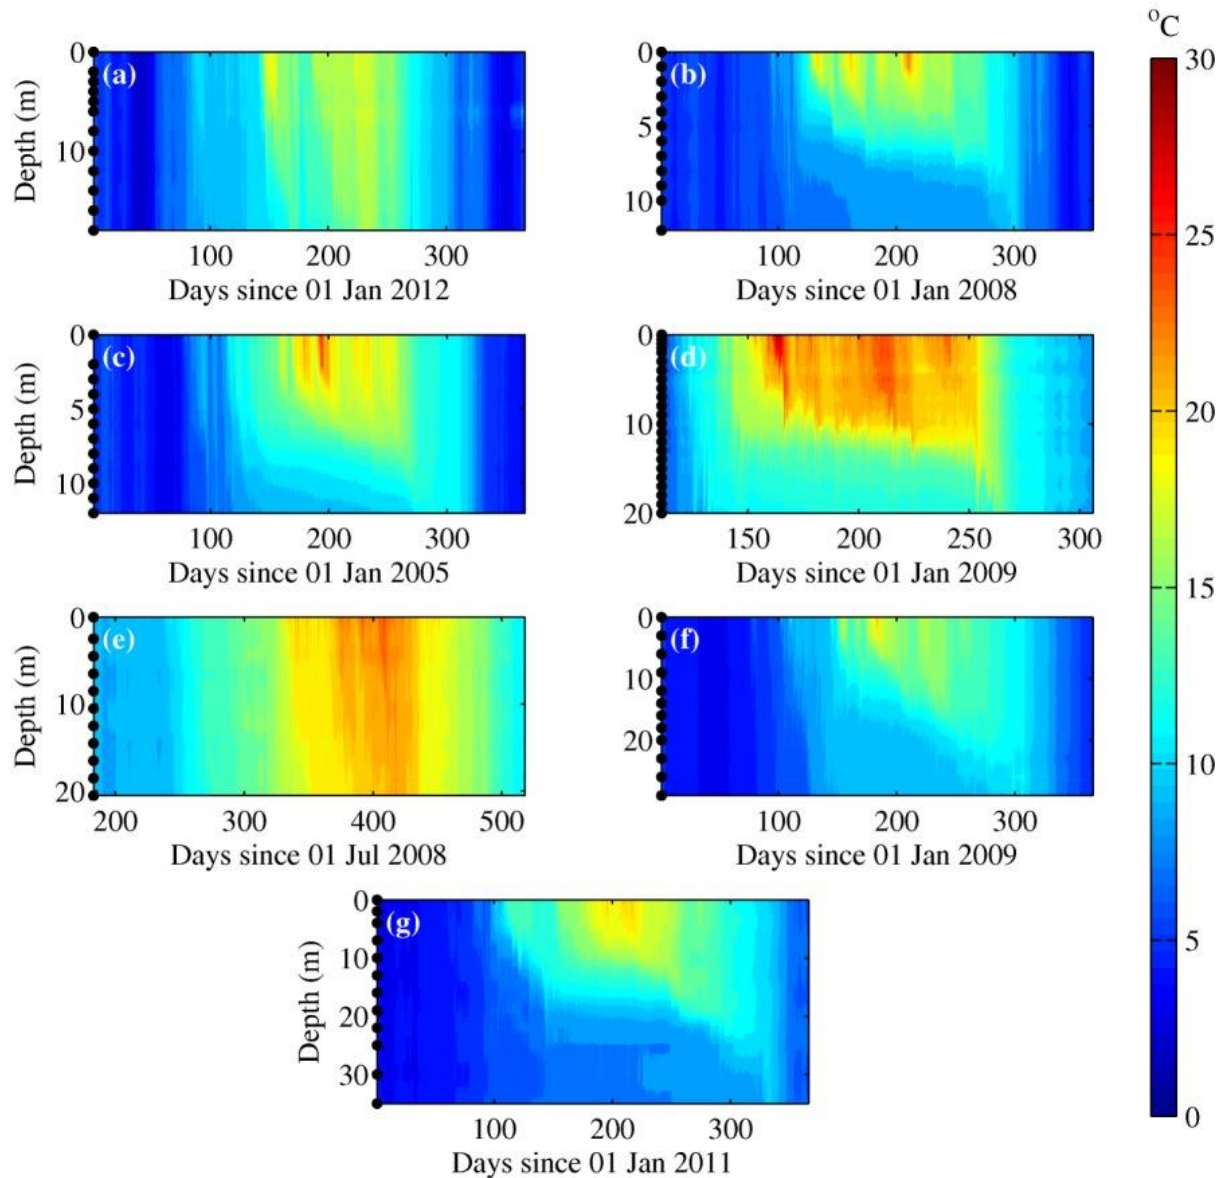 °C
0 (a) 10 Depth (m) 100 200 300
Days since 01 Jan 2012
0 (b) 5 10 100 200 300
Days since 01 Jan 2008
0 (c) 5 10 Depth (m) 100 200 300
Days since 01 Jan 2005
0 (d) 10 20 150 200 250 300
Days since 01 Jan 2009
0 (e) 10 20 Depth (m) 200 300 400 500
Days since 01 Jul 2008
0 (f) 10 20 100 200 300
Days since 01 Jan 2009
0 (g) 10 20 30 Depth (m) 100 200 300
Days since 01 Jan 2011
30
25
20
15
10
5
0